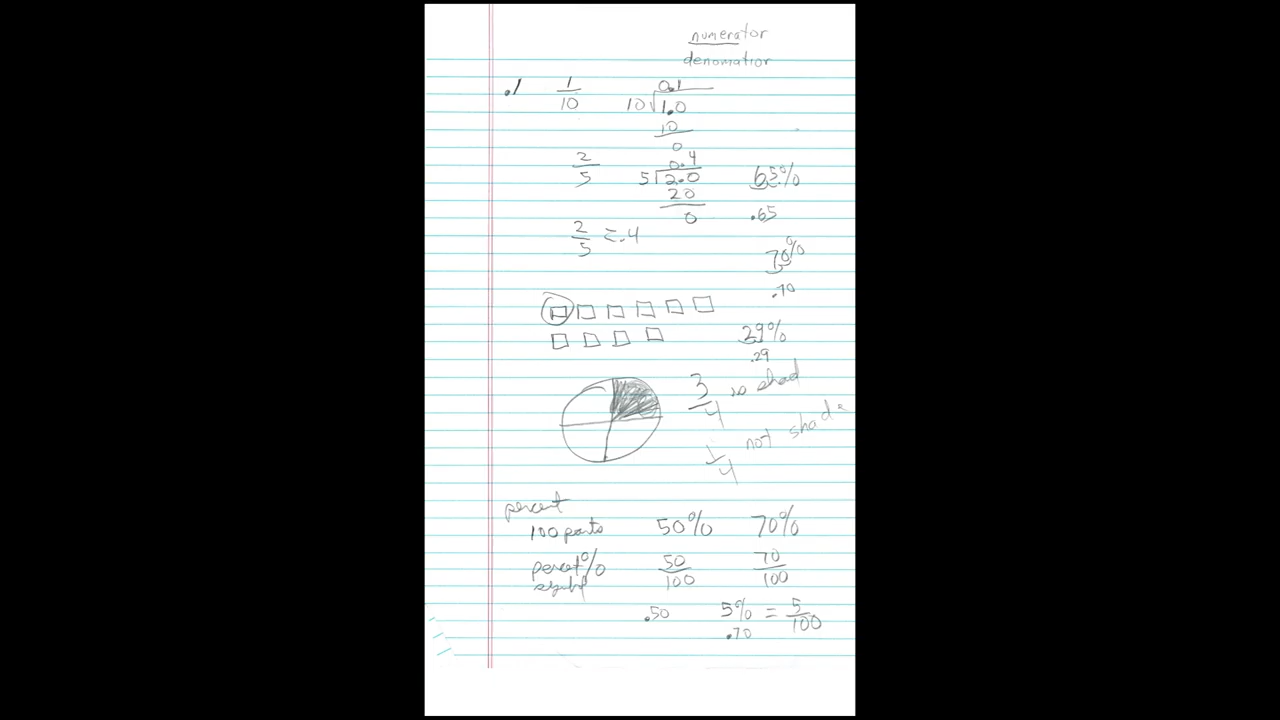 numerator
denomatior
.1 1/10 0.1
10√1.0
10
0
2/5 0.4
5√2.0 65%
20
0 .65
2/5 = .4
70%
.70
29%
.29
3/4 is shad
1/4 not shade
percent
100 parts 50% 70%
percent % 50/100 70/100
.50 5% = 5/100
.70